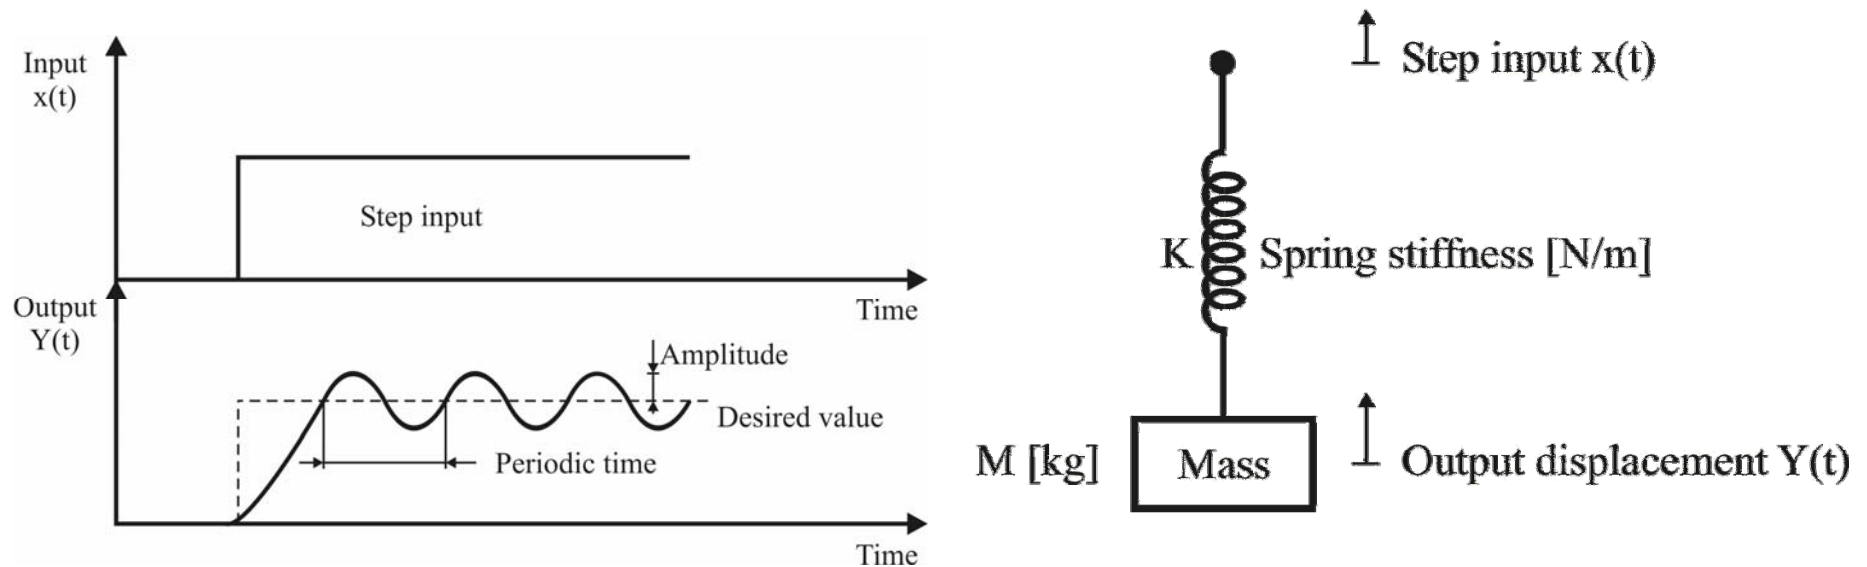 Input
x(t)
Step input
Time
Output
Y(t)
Amplitude
Desired value
Periodic time
Time
Step input x(t)
K Spring stiffness [N/m]
M [kg] Mass Output displacement Y(t)